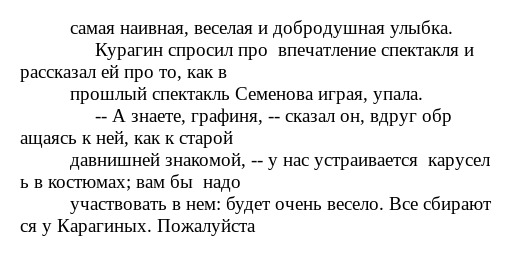 самая наивная, веселая и добродушная улыбка.
Курагин спросил про  впечатление спектакля и
рассказал ей про то, как в
прошлый спектакль Семенова играя, упала.
-- А знаете, графиня, -- сказал он, вдруг обр
ащаясь к ней, как к старой
давнишней знакомой, -- у нас устраивается  карусел
ь в костюмах; вам бы  надо
участвовать в нем: будет очень весело. Все сбирают
ся у Карагиных. Пожалуйста